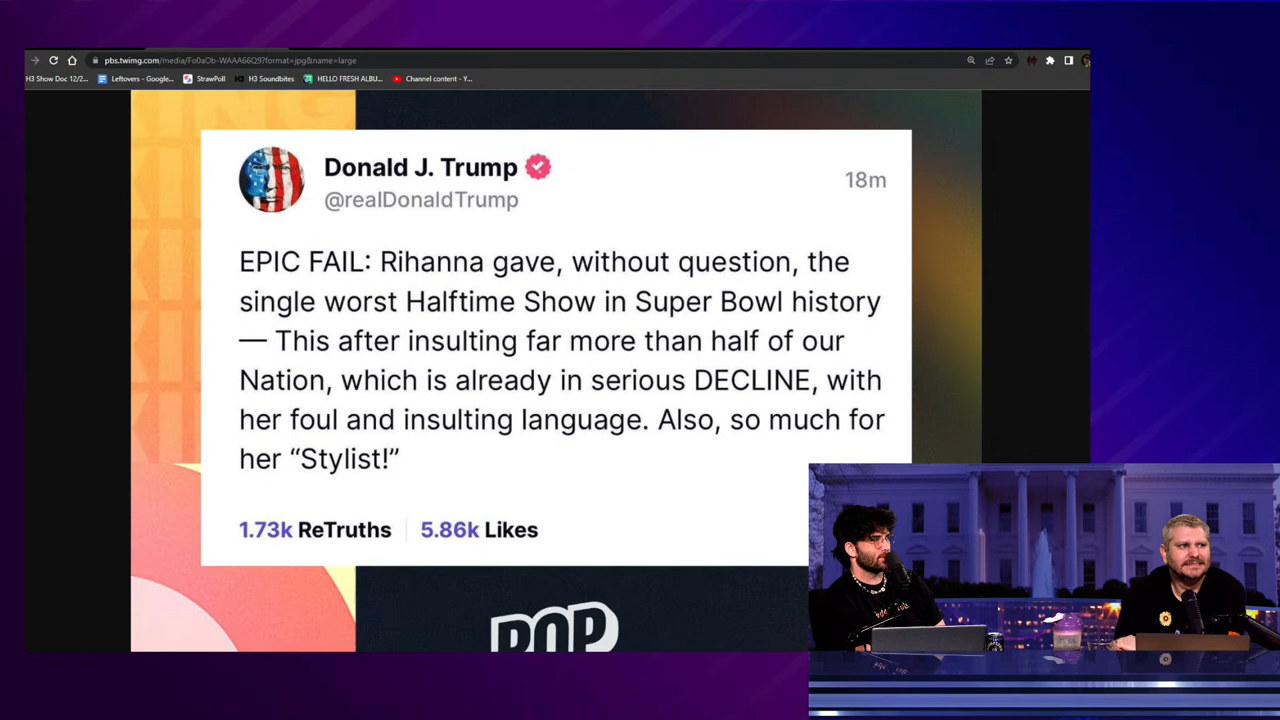 pbs.twimg.com/media/Fo0aOb-WAAA66Q9?format=jpg&name=large
H3 Show Doc 12/2... Leftovers - Google... StrawPoll H3 Soundbites HELLO FRESH ALBU... Channel content - Y...
Donald J. Trump
@realDonaldTrump
18m
EPIC FAIL: Rihanna gave, without question, the
single worst Halftime Show in Super Bowl history
— This after insulting far more than half of our
Nation, which is already in serious DECLINE, with
her foul and insulting language. Also, so much for
her “Stylist!”
1.73k ReTruths 5.86k Likes
POP